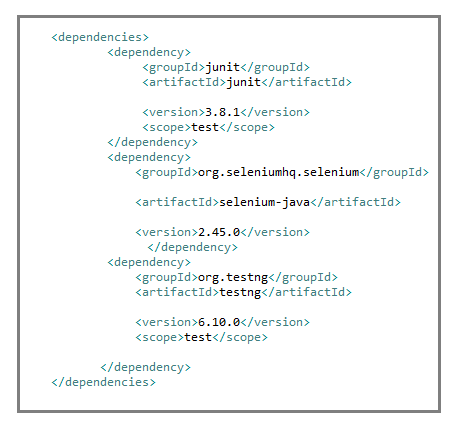 <dependencies>
<dependency>
<groupId>junit</groupId>
<artifactId>junit</artifactId>
<version>3.8.1</version>
<scope>test</scope>
</dependency>
<dependency>
<groupId>org.seleniumhq.selenium</groupId>
<artifactId>selenium-java</artifactId>
<version>2.45.0</version>
</dependency>
<dependency>
<groupId>org.testng</groupId>
<artifactId>testng</artifactId>
<version>6.10.0</version>
<scope>test</scope>
</dependency>
</dependencies>